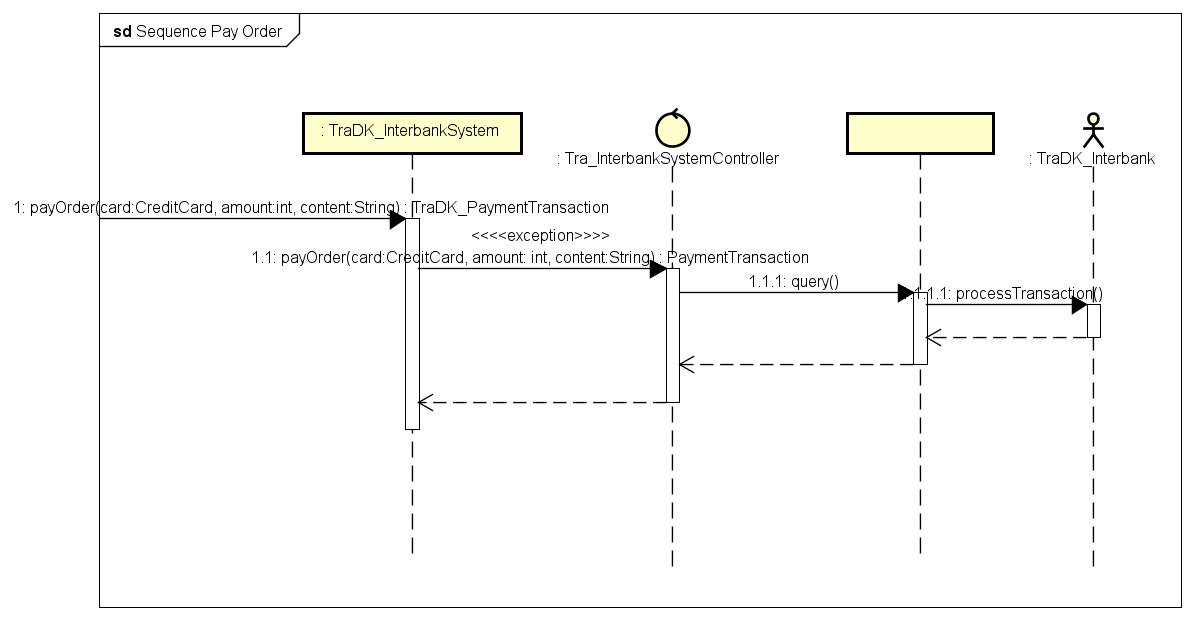 sd Sequence Pay Order
: TraDK_InterbankSystem
: Tra_InterbankSystemController
: TraDK_Interbank
1: payOrder(card:CreditCard, amount:int, content:String) : TraDK_PaymentTransaction
<<<<exception>>>>
1.1: payOrder(card:CreditCard, amount: int, content:String) : PaymentTransaction
1.1.1: query()
1.1.1.1: processTransaction()